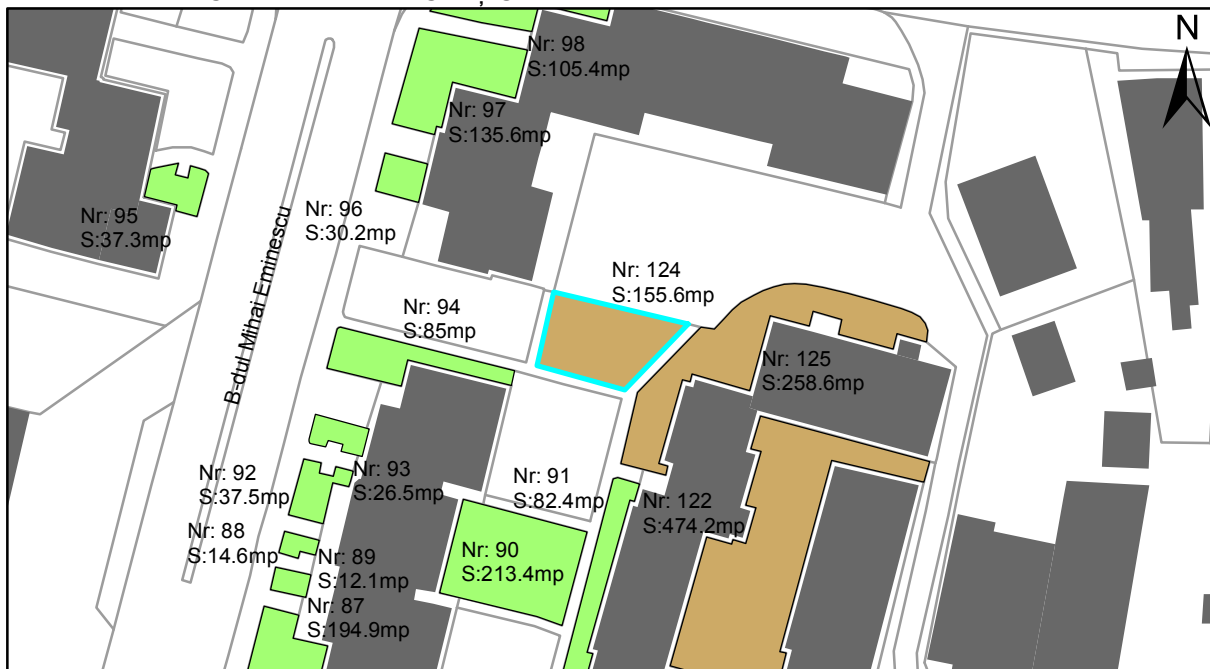 N
Nr: 98
S:105.4mp
Nr: 97
S:135.6mp
Nr: 96
S:30.2mp
Nr: 95
S:37.3mp
B-dul Mihai Eminescu
Nr: 124
S:155.6mp
Nr: 94
S:85mp
Nr: 125
S:258.6mp
Nr: 92
S:37.5mp
Nr: 93
S:26.5mp
Nr: 91
S:82.4mp
Nr: 122
S:474.2mp
Nr: 88
S:14.6mp
Nr: 89
S:12.1mp
Nr: 90
S:213.4mp
Nr: 87
S:194.9mp